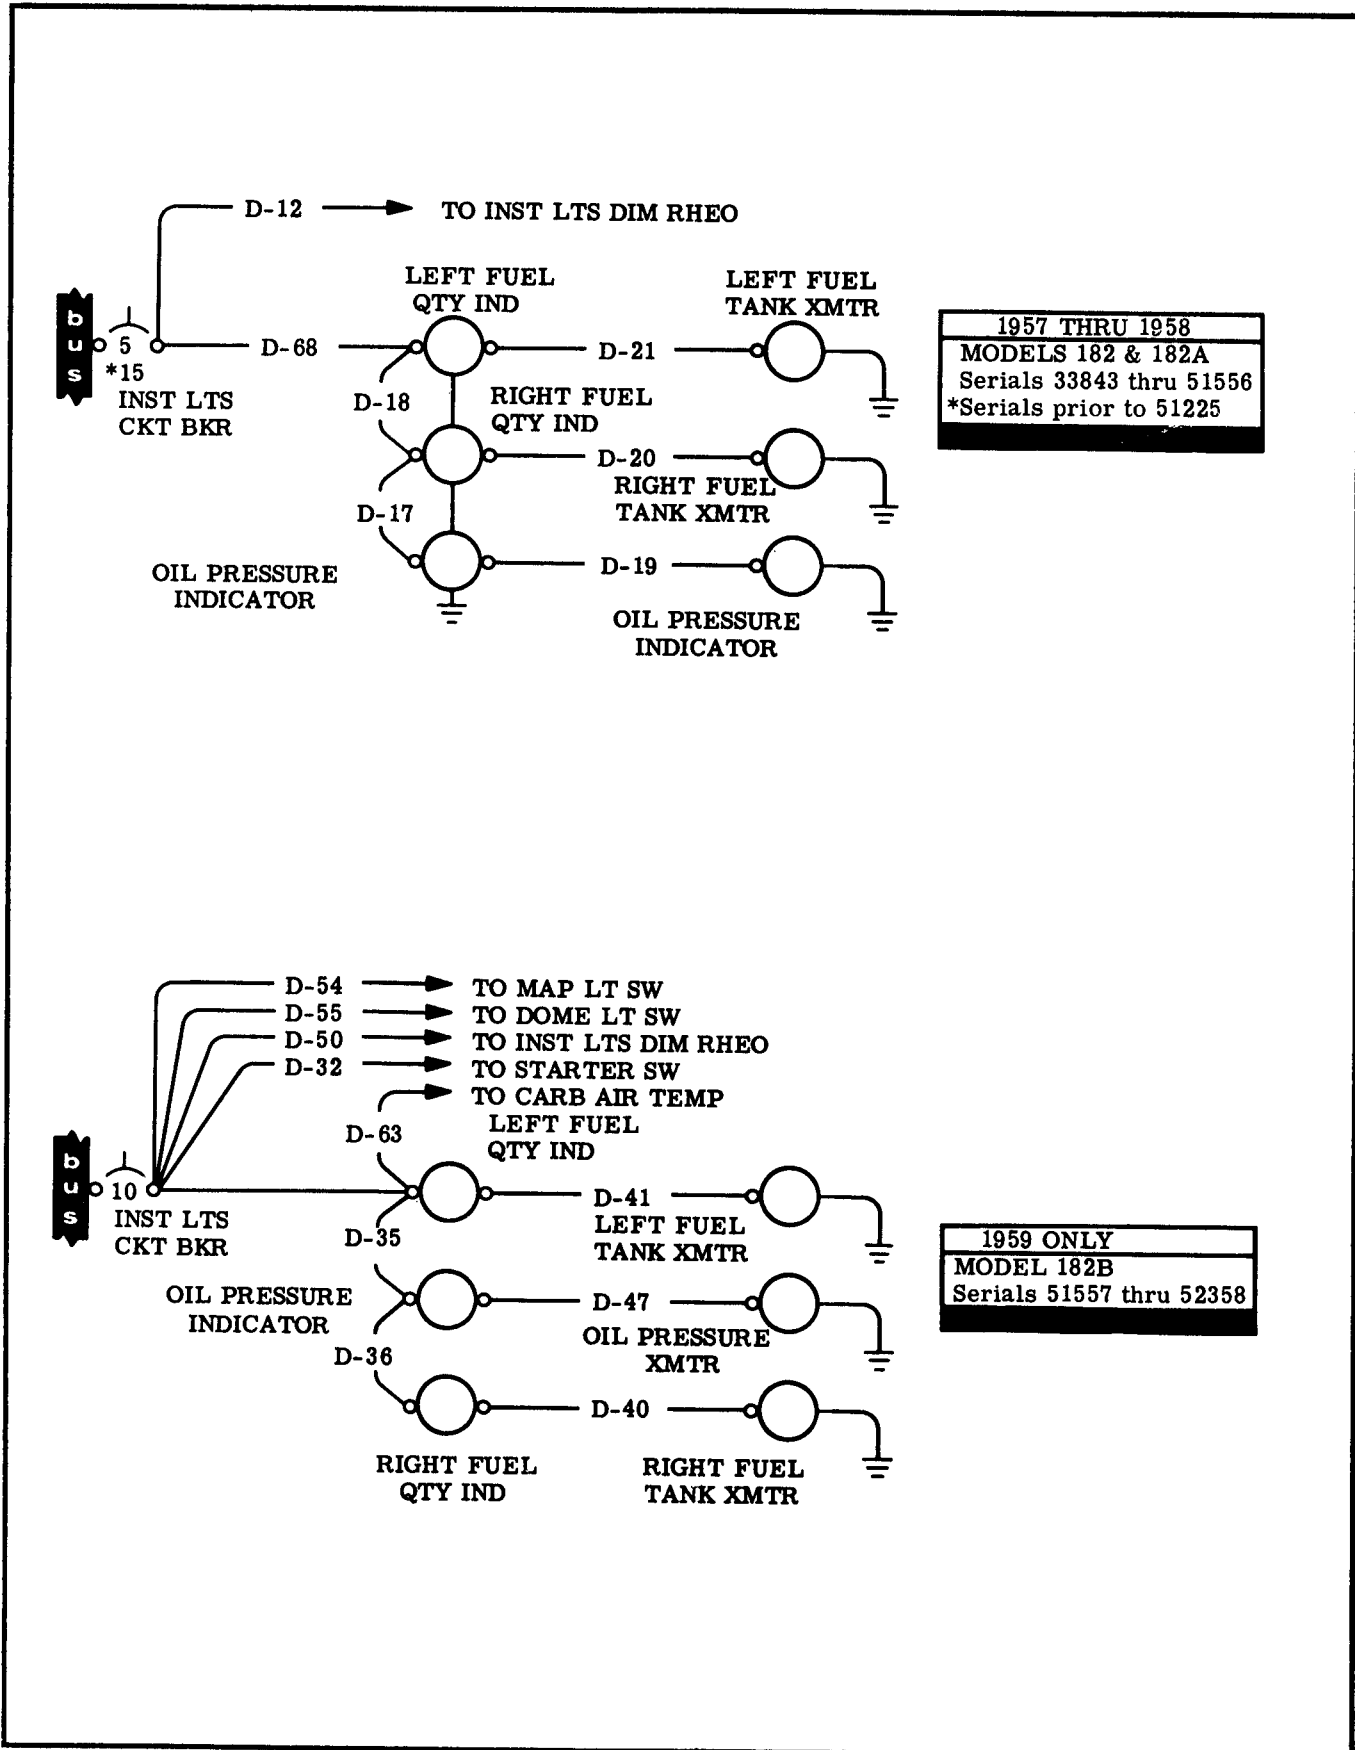 D-12 TO INST LTS DIM RHEO
LEFT FUEL
QTY IND
LEFT FUEL
TANK XMTR
bus
5
*15
INST LTS
CKT BKR
D-68
D-21
D-18
RIGHT FUEL
QTY IND
D-20
RIGHT FUEL
TANK XMTR
D-17
OIL PRESSURE
INDICATOR
D-19
OIL PRESSURE
INDICATOR
1957 THRU 1958
MODELS 182 & 182A
Serials 33843 thru 51556
*Serials prior to 51225
D-54 TO MAP LT SW
D-55 TO DOME LT SW
D-50 TO INST LTS DIM RHEO
D-32 TO STARTER SW
TO CARB AIR TEMP
D-63
LEFT FUEL
QTY IND
bus
10
INST LTS
CKT BKR
D-41
LEFT FUEL
TANK XMTR
D-35
OIL PRESSURE
INDICATOR
D-47
OIL PRESSURE
XMTR
D-36
D-40
RIGHT FUEL
QTY IND
RIGHT FUEL
TANK XMTR
1959 ONLY
MODEL 182B
Serials 51557 thru 52358